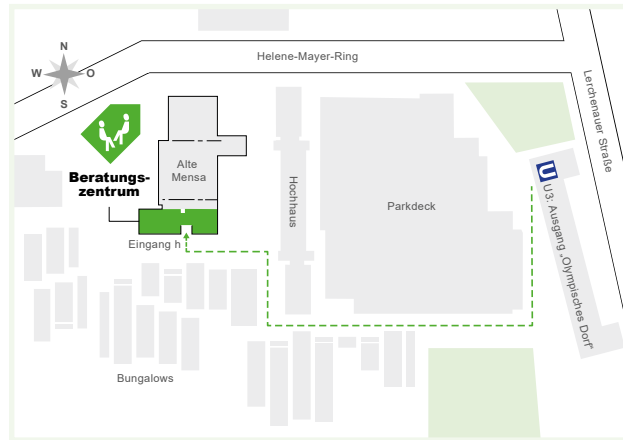 N
W O
S
Helene-Mayer-Ring
Lerchenauer Straße
Beratungs-
zentrum
Alte
Mensa
Hochhaus
Parkdeck
U
U3: Ausgang „Olympisches Dorf“
Eingang h
Bungalows